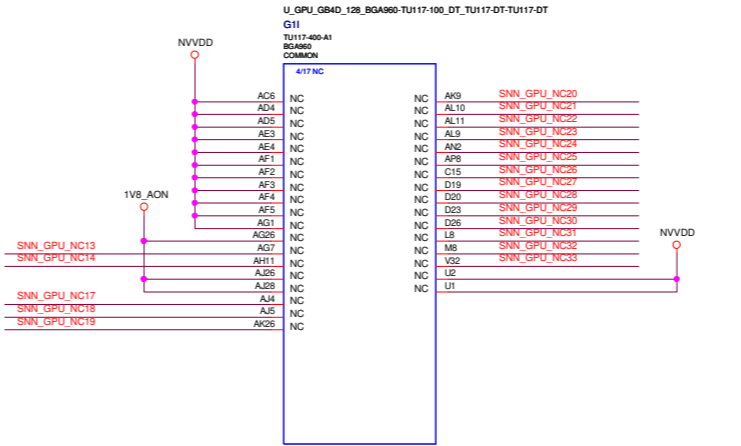 U_GPU_GB4D_128_BGA960-TU117-100_DT_TU117-DT-TU117-DT
G1I
TU117-400-A1
BGA960
COMMON
4/17 NC
NVVDD
AC6 NC NC AK9 SNN_GPU_NC20
AD4 NC NC AL10 SNN_GPU_NC21
AD5 NC NC AL11 SNN_GPU_NC22
AE3 NC NC AL9 SNN_GPU_NC23
AE4 NC NC AN2 SNN_GPU_NC24
AF1 NC NC AP8 SNN_GPU_NC25
AF2 NC NC C15 SNN_GPU_NC26
AF3 NC NC D19 SNN_GPU_NC27
1V8_AON
AF4 NC NC D20 SNN_GPU_NC28
AF5 NC NC D23 SNN_GPU_NC29
AG1 NC NC D26 SNN_GPU_NC30
AG26 NC NC L8 SNN_GPU_NC31
NVVDD
SNN_GPU_NC13 AG7 NC NC M8 SNN_GPU_NC32
SNN_GPU_NC14 AH11 NC NC V32 SNN_GPU_NC33
AJ26 NC NC U2
AJ28 NC NC U1
SNN_GPU_NC17 AJ4 NC
SNN_GPU_NC18 AJ5 NC
SNN_GPU_NC19 AK26 NC